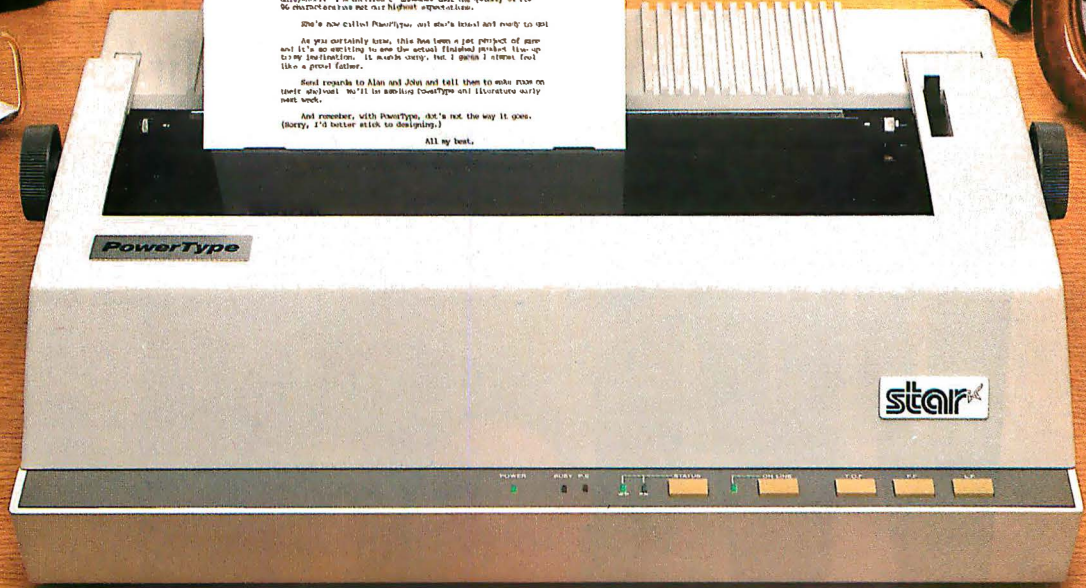 96 characters has met our highest expectations.
She's now called PowerType, and she's boxed and ready to go!
As you certainly know, this has been a pet project of mine
and it's so exciting to see the actual finished product live up
to my imagination. It sounds corny, but I guess I almost feel
like a proud father.
Send regards to Alan and John and tell them to make room on
their shelves! We'll be sending PowerType and literature early
next week.
And remember, with PowerType, dot's not the way it goes.
(Sorry, I'd better stick to designing.)
All my best,
PowerType
star
POWER BUSY P.E STATUS ON LINE T.O.F F.F L.F